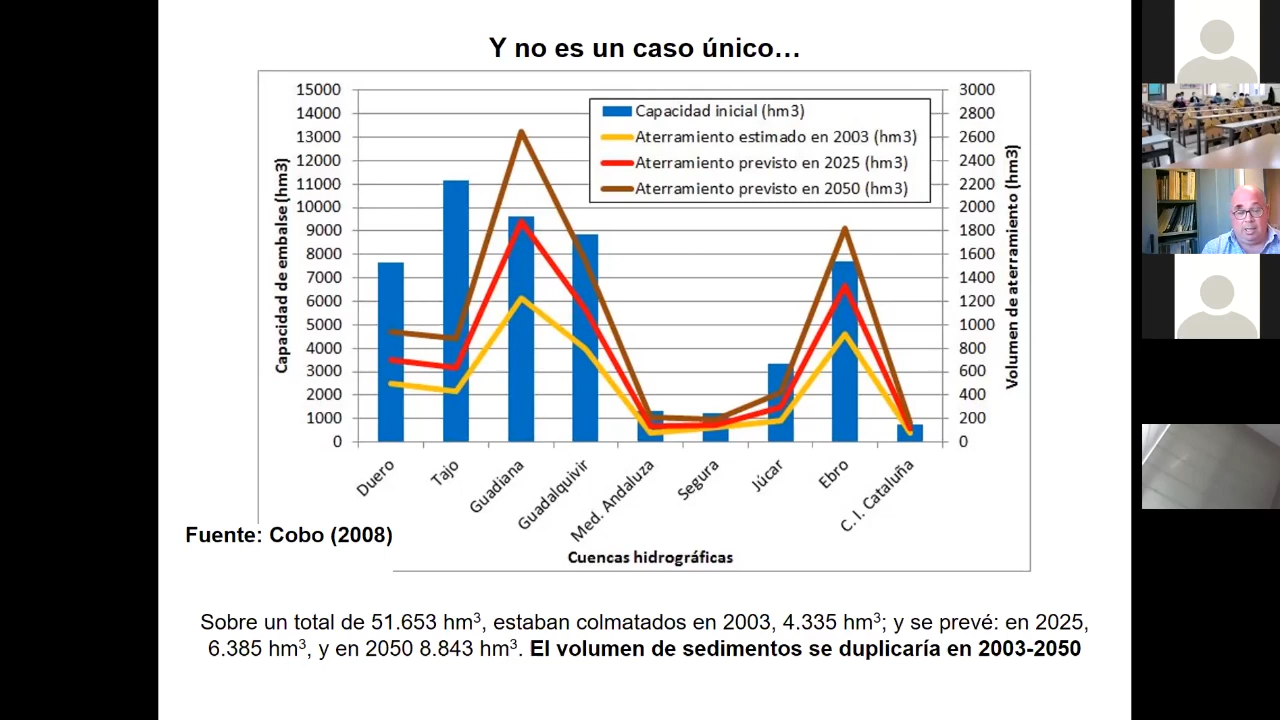 Y no es un caso único…
15000
14000
13000
12000
11000
10000
9000
8000
7000
6000
5000
4000
3000
2000
1000
0
Capacidad de embalse (hm3)
Capacidad inicial (hm3)
Aterramiento estimado en 2003 (hm3)
Aterramiento previsto en 2025 (hm3)
Aterramiento previsto en 2050 (hm3)
3000
2800
2600
2400
2200
2000
1800
1600
1400
1200
1000
800
600
400
200
0
Volumen de aterramiento (hm3)
Duero
Tajo
Guadiana
Guadalquivir
Med. Andaluza
Segura
Júcar
Ebro
C. I. Cataluña
Cuencas hidrográficas
Fuente: Cobo (2008)
Sobre un total de 51.653 hm³, estaban colmatados en 2003, 4.335 hm³; y se prevé: en 2025,
6.385 hm³, y en 2050 8.843 hm³. El volumen de sedimentos se duplicaría en 2003-2050